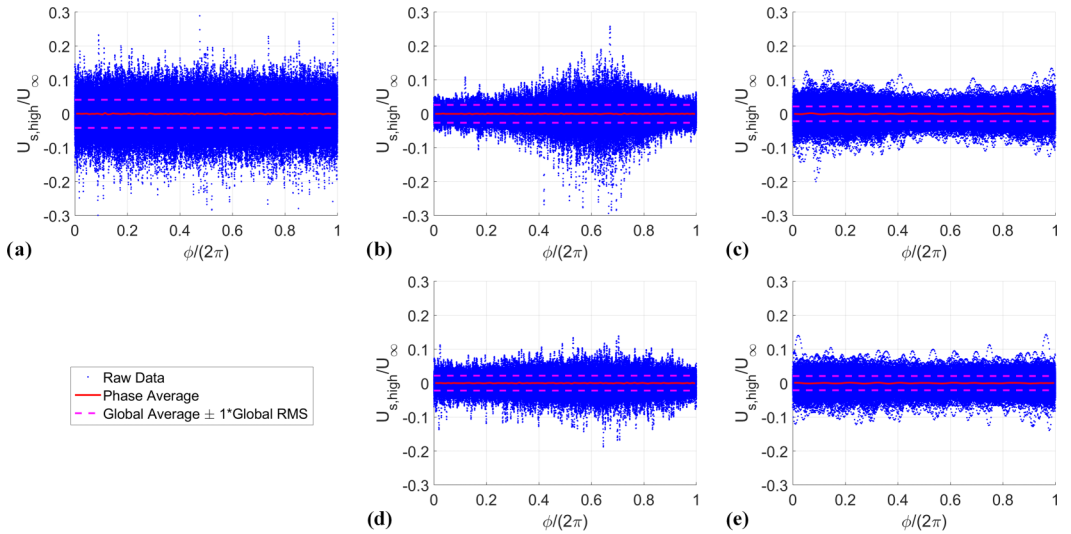 0.3
0.2
0.1
0
-0.1
-0.2
-0.3
U_s,high/U_∞
0 0.2 0.4 0.6 0.8 1
(a) ϕ/(2π)
0.3
0.2
0.1
0
-0.1
-0.2
-0.3
U_s,high/U_∞
0 0.2 0.4 0.6 0.8 1
(b) ϕ/(2π)
0.3
0.2
0.1
0
-0.1
-0.2
-0.3
U_s,high/U_∞
0 0.2 0.4 0.6 0.8 1
(c) ϕ/(2π)
Raw Data
Phase Average
Global Average ± 1*Global RMS
0.3
0.2
0.1
0
-0.1
-0.2
-0.3
U_s,high/U_∞
0 0.2 0.4 0.6 0.8 1
(d) ϕ/(2π)
0.3
0.2
0.1
0
-0.1
-0.2
-0.3
U_s,high/U_∞
0 0.2 0.4 0.6 0.8 1
(e) ϕ/(2π)